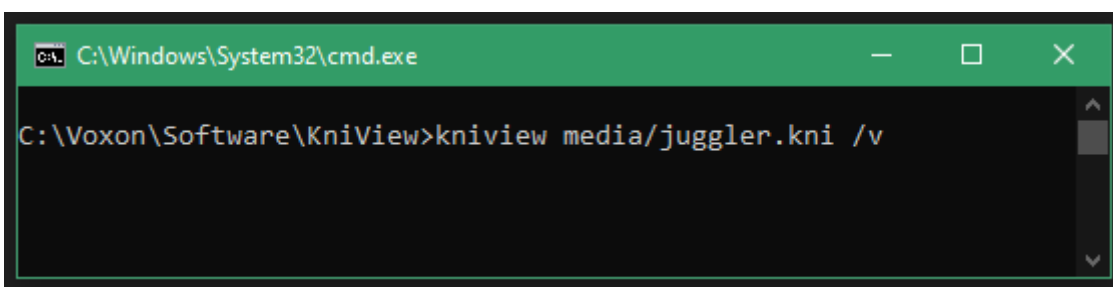 C:\Windows\System32\cmd.exe
C:\Voxon\Software\KniView>kniview media/juggler.kni /v